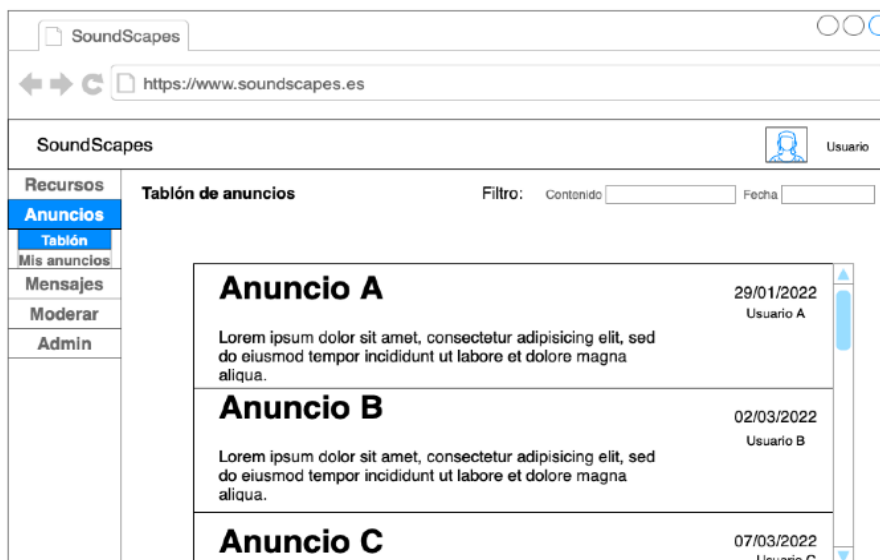 SoundScapes
https://www.soundscapes.es
SoundScapes
Usuario
Recursos
Anuncios
Tablón
Mis anuncios
Mensajes
Moderar
Admin
Tablón de anuncios
Filtro:
Contenido
Fecha
Anuncio A
29/01/2022
Usuario A
Lorem ipsum dolor sit amet, consectetur adipisicing elit, sed
do eiusmod tempor incididunt ut labore et dolore magna
aliqua.
Anuncio B
02/03/2022
Usuario B
Lorem ipsum dolor sit amet, consectetur adipisicing elit, sed
do eiusmod tempor incididunt ut labore et dolore magna
aliqua.
Anuncio C
07/03/2022
Usuario C